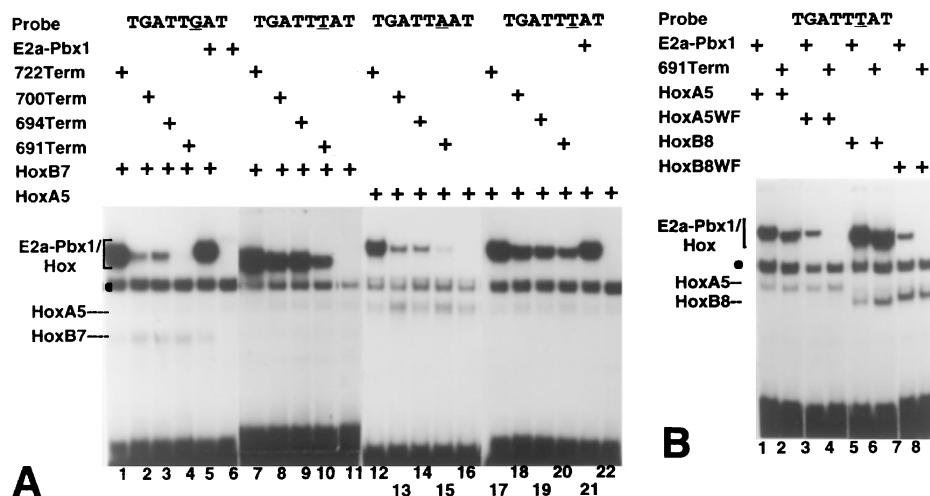 Probe TGATTGAT TGATTTAT TGATTAAT TGATTTAT
E2a-Pbx1 + + +
722Term + + + +
700Term + + + +
694Term + + + +
691Term + + + +
HoxB7 + + + + + + + + + +
HoxA5 + + + + + + + + + + +
E2a-Pbx1/
Hox
HoxA5
HoxB7
A 1 2 3 4 5 6 7 8 9 10 11 12 14 16 18 20 22
13 15 17 19 21
Probe TGATTTAT
E2a-Pbx1 + + + +
691Term + + + +
HoxA5 + +
HoxA5WF + +
HoxB8 + +
HoxB8WF + +
E2a-Pbx1/
Hox
HoxA5
HoxB8
B 1 2 3 4 5 6 7 8